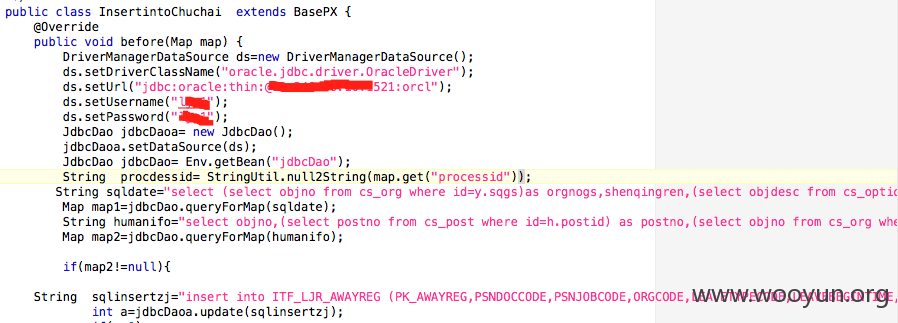 public class InsertintoChuchai  extends BasePX {
@Override
public void before(Map map) {
DriverManagerDataSource ds=new DriverManagerDataSource();
ds.setDriverClassName("oracle.jdbc.driver.OracleDriver");
ds.setUrl("jdbc:oracle:thin:@521:orcl");
ds.setUsername("");
ds.setPassword("");
JdbcDao jdbcDaoa= new JdbcDao();
jdbcDaoa.setDataSource(ds);
JdbcDao jdbcDao= Env.getBean("jdbcDao");
String  procdessid= StringUtil.null2String(map.get("processid"));
String sqldate="select (select objno from cs_org where id=y.sqgs)as orgnogs,shenqingren,(select objdesc from cs_optio
Map map1=jdbcDao.queryForMap(sqldate);
String humanifo="select objno,(select postno from cs_post where id=h.postid) as postno,(select objno from cs_org whe
Map map2=jdbcDao.queryForMap(humanifo);
if(map2!=null){
String  sqlinsertzj="insert into ITF_LJR_AWAYREG (PK_AWAYREG,PSNDOCCODE,PSNJOBCODE,ORGCODE,
int a=jdbcDaoa.update(sqlinsertzj);
www.wooyun.org